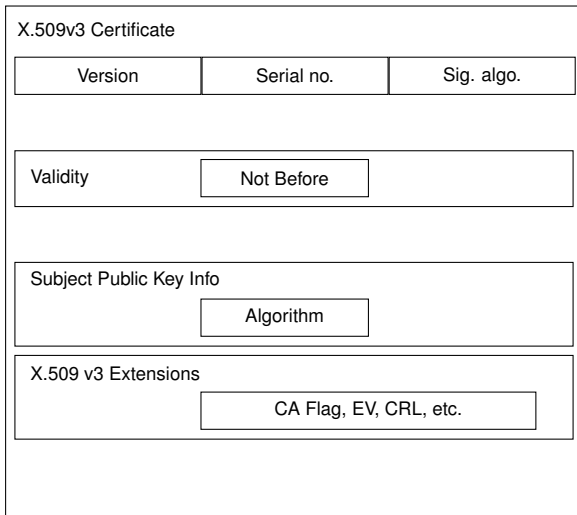 X.509v3 Certificate
Version Serial no. Sig. algo.
Validity Not Before
Subject Public Key Info
Algorithm
X.509 v3 Extensions
CA Flag, EV, CRL, etc.